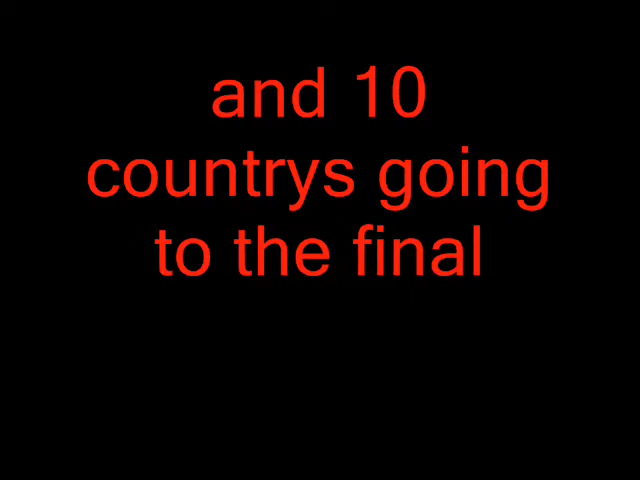 and 10
countrys going
to the final